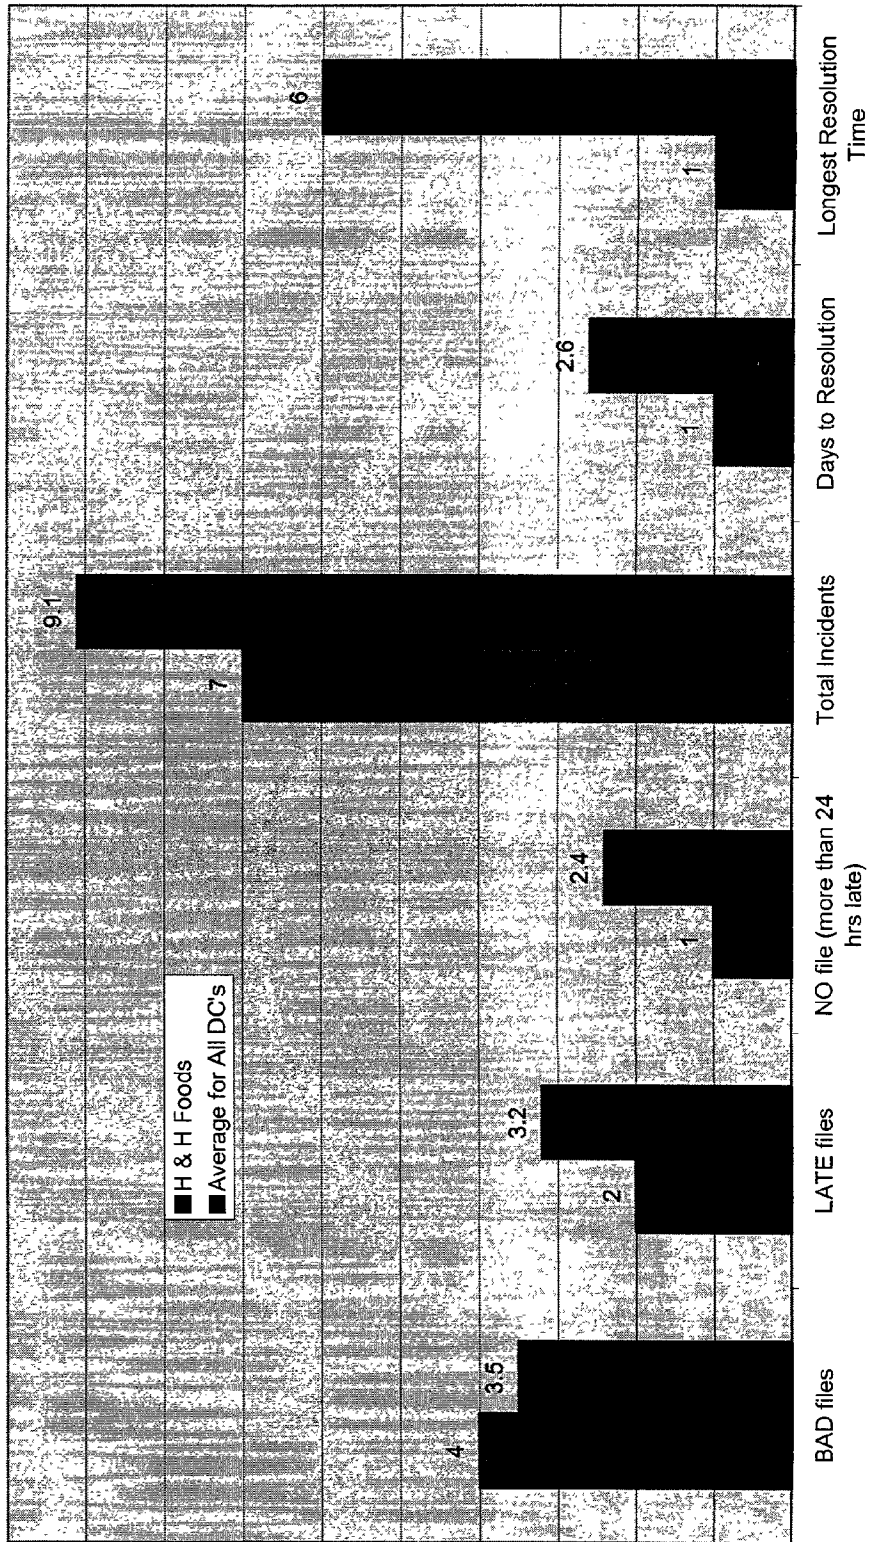 H & H Foods
Average for All DC's
4
3.5
2
3.2
1
2.4
7
9.1
1
2.6
1
6
BAD files
LATE files
NO file (more than 24
hrs late)
Total Incidents
Days to Resolution
Longest Resolution
Time